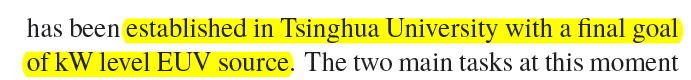 has been established in Tsinghua University with a final goal
of kW level EUV source. The two main tasks at this moment